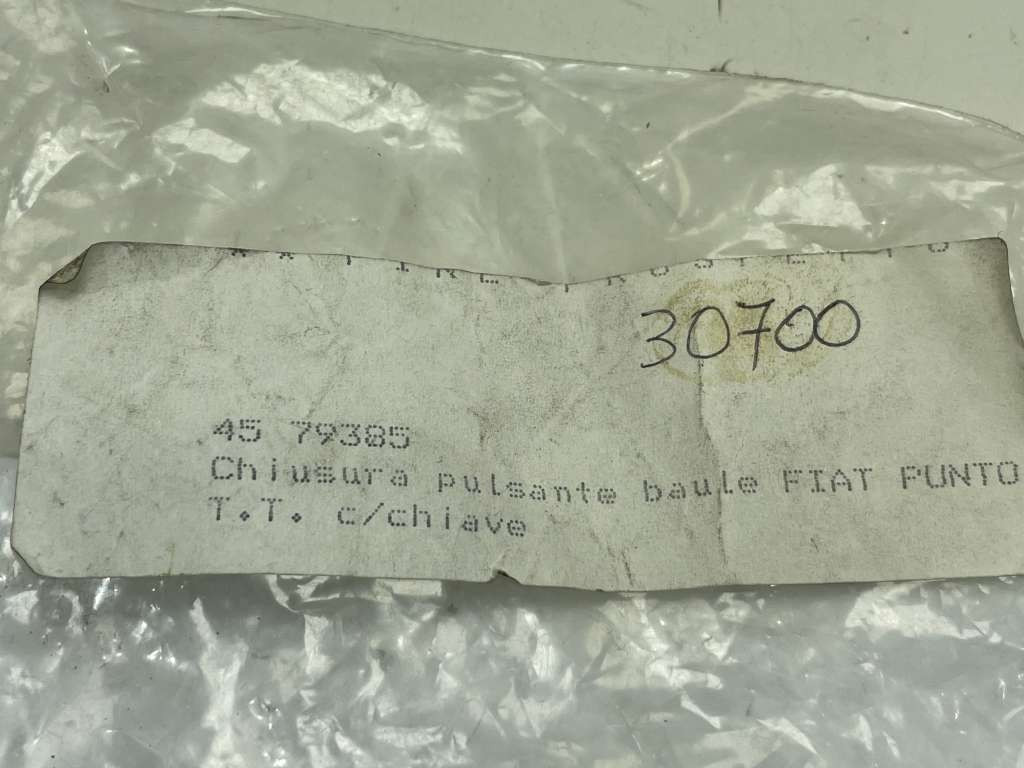 30700
45 79385
Chiusura pulsante baule FIAT PUNTO
T.T. c/chiave